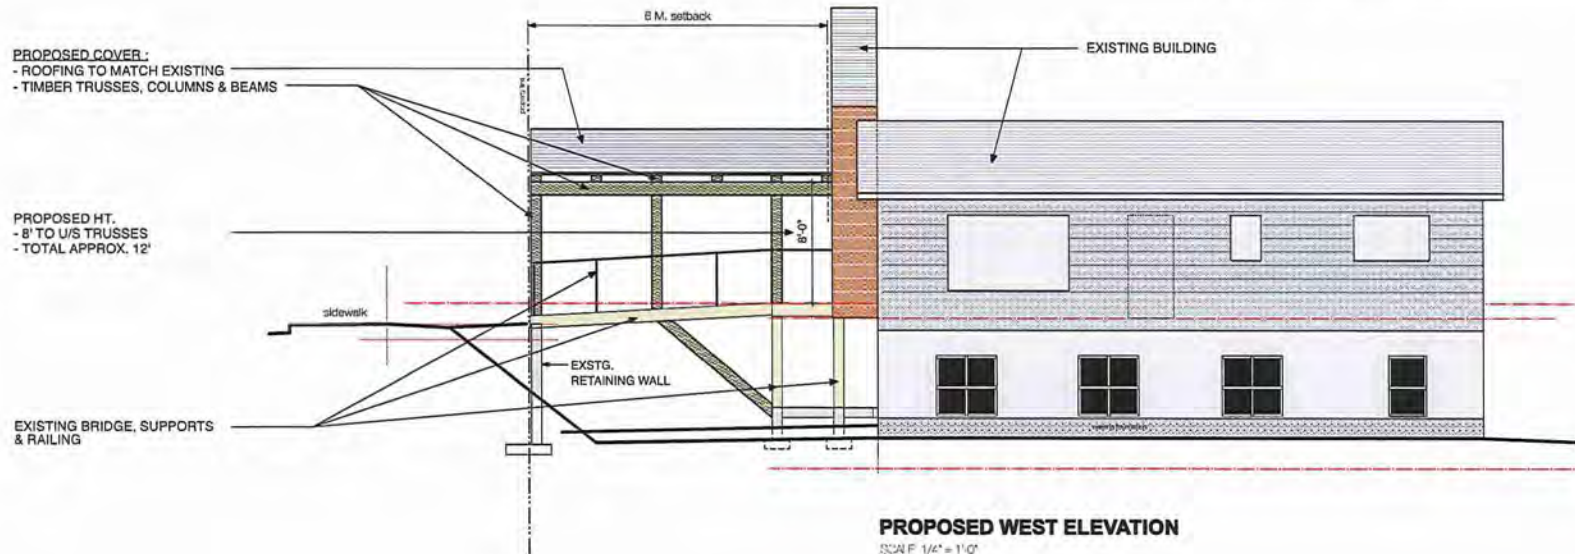 6 M. setback
EXISTING BUILDING
PROPOSED COVER :
- ROOFING TO MATCH EXISTING
- TIMBER TRUSSES, COLUMNS & BEAMS
PROPOSED HT.
- 8' TO U/S TRUSSES
- TOTAL APPROX. 12'
8'-0"
sidewalk
EXSTG.
RETAINING WALL
EXISTING BRIDGE, SUPPORTS
& RAILING
PROPOSED WEST ELEVATION
SCALE 1/4" = 1'-0"